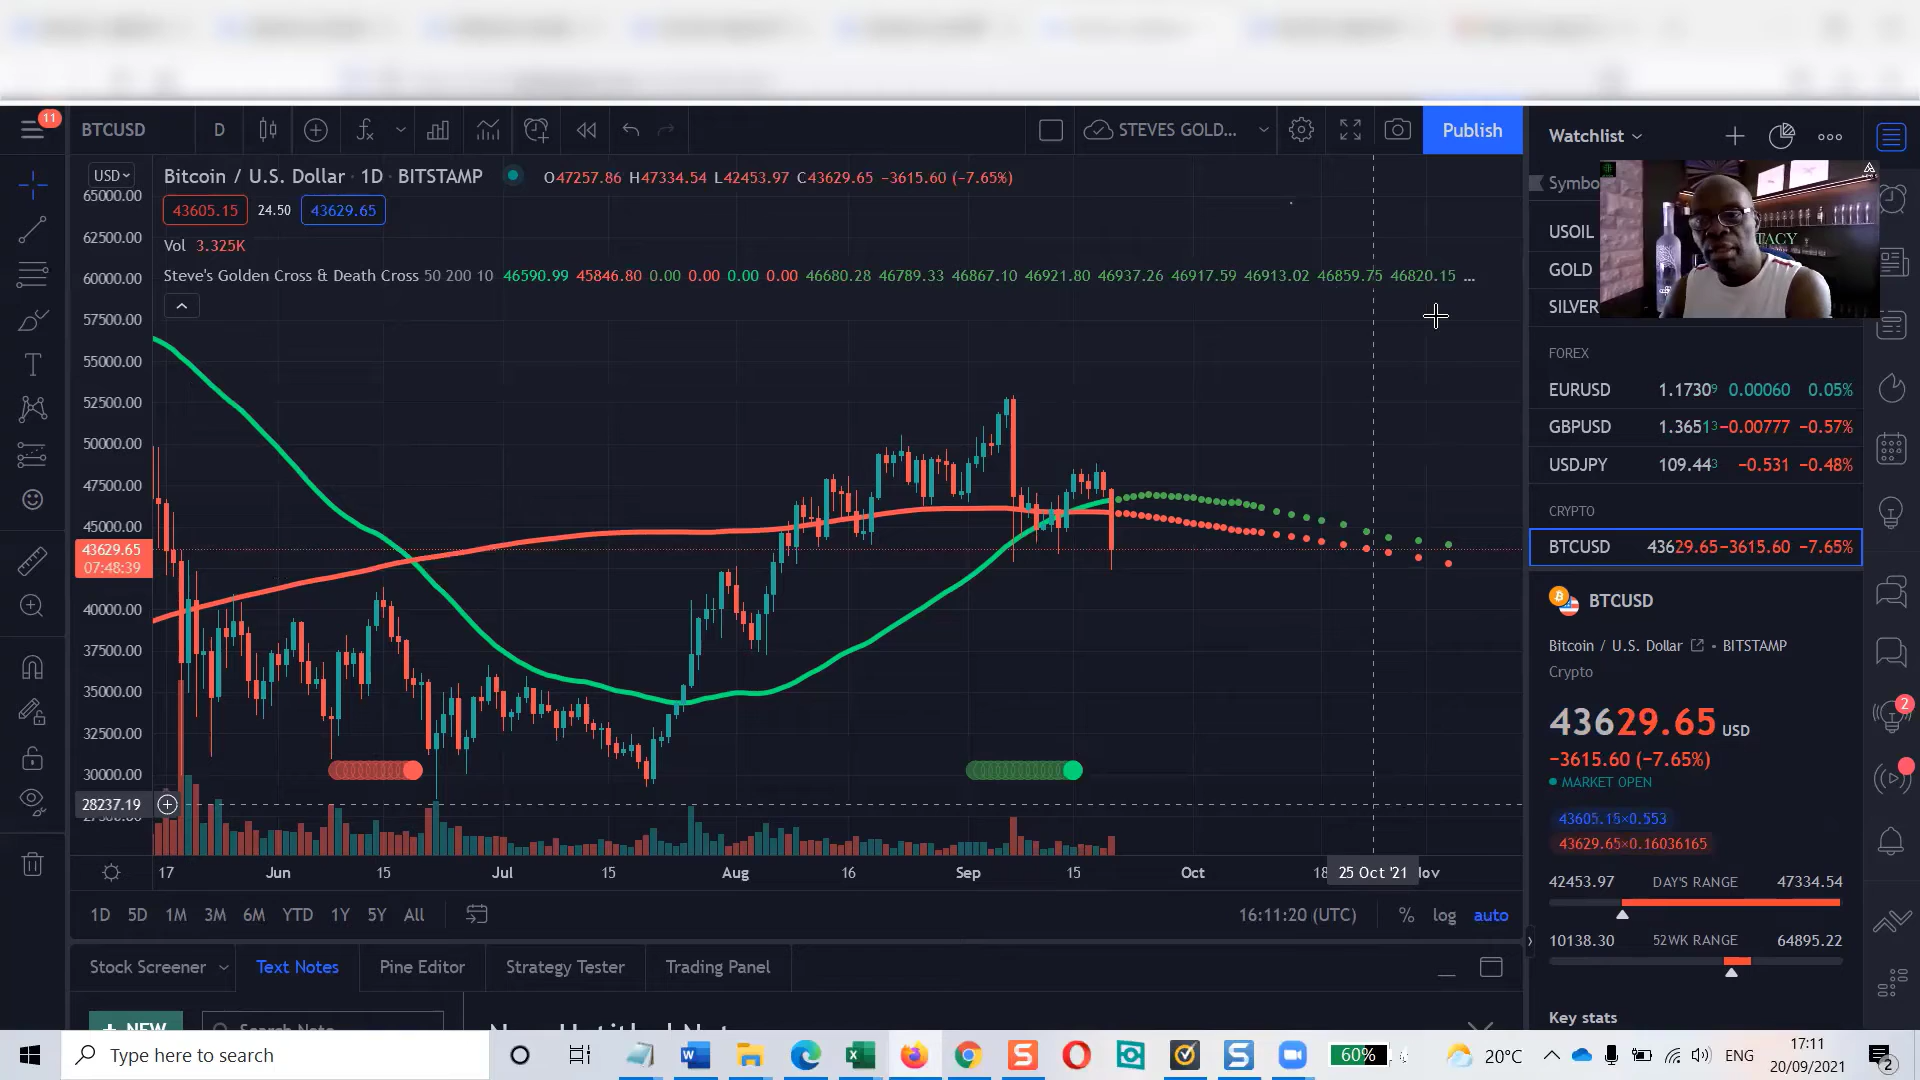 11
BTCUSD D STEVES GOLD... Publish
USD
Bitcoin / U.S. Dollar · 1D · BITSTAMP O47257.86 H47334.54 L42453.97 C43629.65 −3615.60 (−7.65%)
43605.15 24.50 43629.65
Vol 3.325K
Steve's Golden Cross & Death Cross 50 200 10 46590.99 45846.80 0.00 0.00 0.00 0.00 46680.28 46789.33 46867.10 46921.80 46937.26 46917.59 46913.02 46859.75 46820.15 ...
65000.00
62500.00
60000.00
57500.00
55000.00
52500.00
50000.00
47500.00
45000.00
43629.65
07:48:39
40000.00
37500.00
35000.00
32500.00
30000.00
28237.19
17 Jun 15 Jul 15 Aug 16 Sep 15 Oct 18 25 Oct '21
1D 5D 1M 3M 6M YTD 1Y 5Y All 16:11:20 (UTC) % log auto
Stock Screener Text Notes Pine Editor Strategy Tester Trading Panel
NEW Search Note
Watchlist
Symbo
USOIL
GOLD
SILVER
FOREX
EURUSD 1.17309 0.00060 0.05%
GBPUSD 1.36513 −0.00777 −0.57%
USDJPY 109.443 −0.531 −0.48%
CRYPTO
BTCUSD 43629.65 −3615.60 −7.65%
BTCUSD
Bitcoin / U.S. Dollar • BITSTAMP
Crypto
43629.65 USD
−3615.60 (−7.65%)
MARKET OPEN
43605.15×0.553
43629.65×0.16036165
42453.97 DAY'S RANGE 47334.54
10138.30 52WK RANGE 64895.22
Key stats
2
Type here to search
60% 20°C ENG 17:11
20/09/2021
2